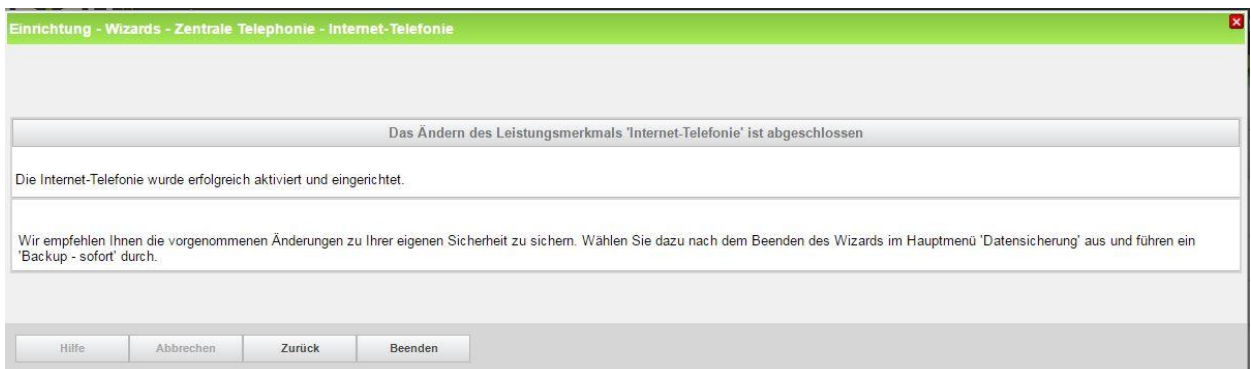 Einrichtung - Wizards - Zentrale Telephonie - Internet-Telefonie
Das Ändern des Leistungsmerkmals 'Internet-Telefonie' ist abgeschlossen
Die Internet-Telefonie wurde erfolgreich aktiviert und eingerichtet.
Wir empfehlen Ihnen die vorgenommenen Änderungen zu Ihrer eigenen Sicherheit zu sichern. Wählen Sie dazu nach dem Beenden des Wizards im Hauptmenü 'Datensicherung' aus und führen ein
'Backup - sofort' durch.
Hilfe Abbrechen Zurück Beenden